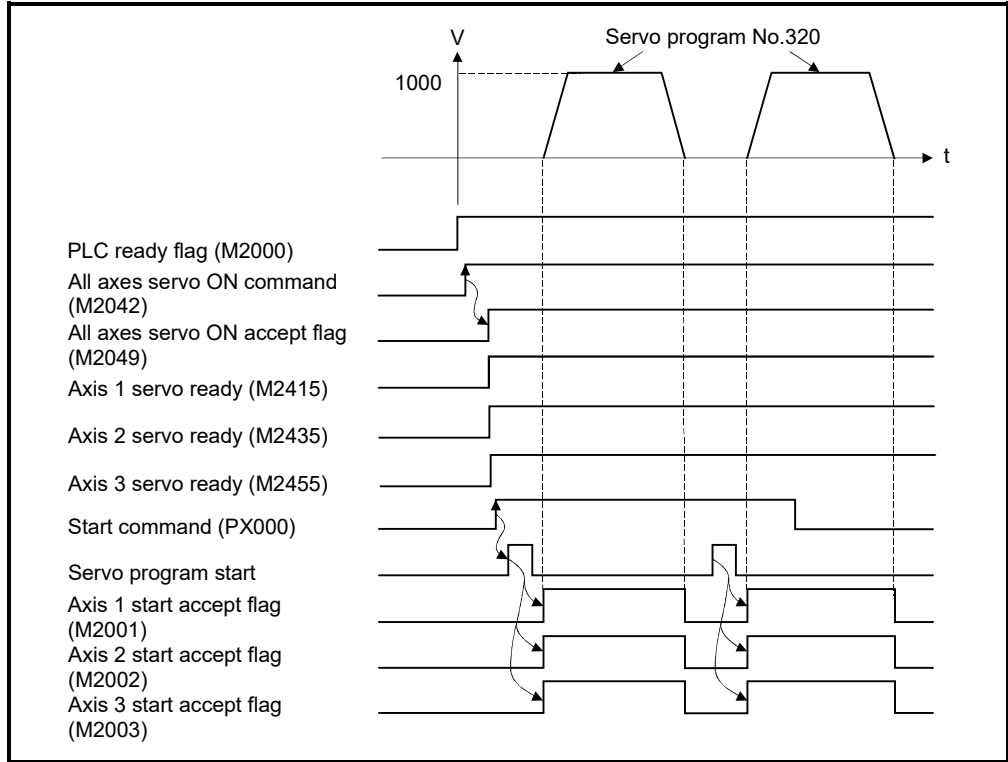 V
Servo program No.320
1000
t
PLC ready flag (M2000)
All axes servo ON command
(M2042)
All axes servo ON accept flag
(M2049)
Axis 1 servo ready (M2415)
Axis 2 servo ready (M2435)
Axis 3 servo ready (M2455)
Start command (PX000)
Servo program start
Axis 1 start accept flag
(M2001)
Axis 2 start accept flag
(M2002)
Axis 3 start accept flag
(M2003)